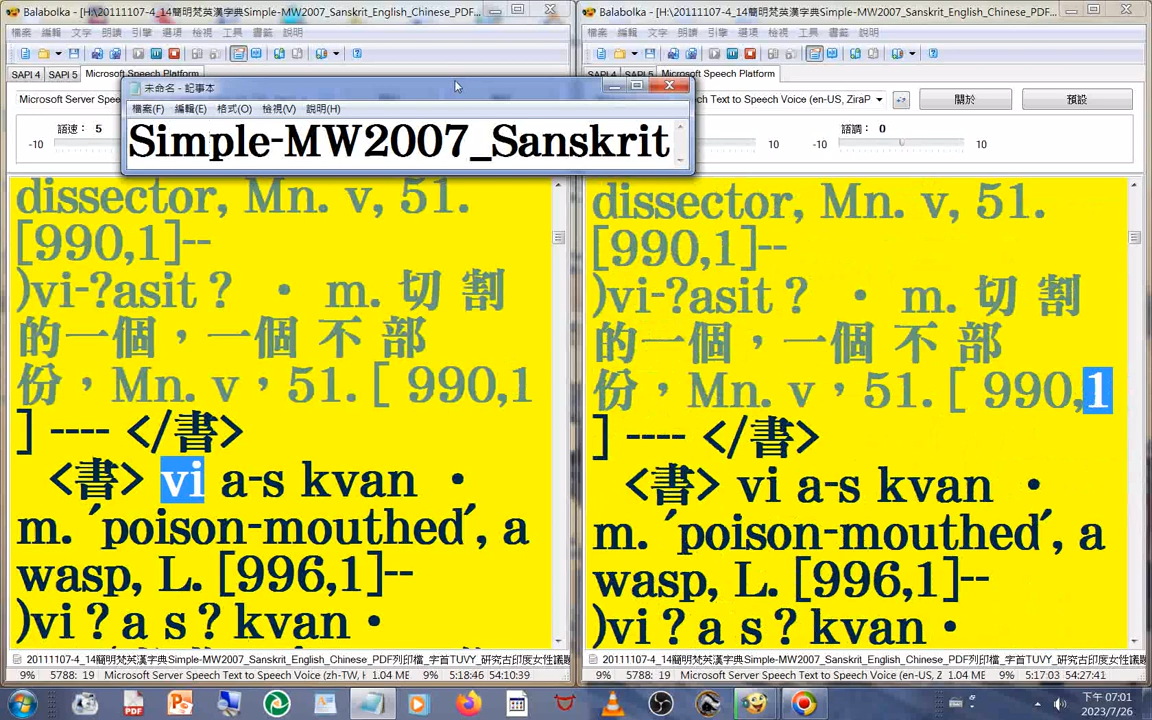 Balabolka - [H:\20111107-4_14簡明梵英漢字典Simple-MW2007_Sanskrit_English_Chinese_PDF...
檔案 編輯 文字 朗讀 引擎 選項 檢視 工具 書籤 說明
SAPI 4 SAPI 5 Microsoft Speech Platform
Microsoft Server Speech
語速： 5
-10
未命名 - 記事本
檔案(F) 編輯(E) 格式(O) 檢視(V) 說明(H)
Simple-MW2007_Sanskrit
dissector, Mn. v, 51.
[990,1]--
)vi-?asit？ • m. 切 割
的一個，一個 不 部
份，Mn. v，51. [ 990,1
] ---- </書>
<書> vi a-s kvan •
m. ´poison-mouthed´, a
wasp, L. [996,1]--
)vi？a s？kvan •
20111107-4_14簡明梵英漢字典Simple-MW2007_Sanskrit_English_Chinese_PDF列印檔_字首TUVY_研究古印度女性議題
9% 5788: 19 Microsoft Server Speech Text to Speech Voice (zh-TW, 1.04 MB 9% 5:18:46 54:10:39
Balabolka - [H:\20111107-4_14簡明梵英漢字典Simple-MW2007_Sanskrit_English_Chinese_PDF...
檔案 編輯 文字 朗讀 引擎 選項 檢視 工具 書籤 說明
SAPI 4 SAPI 5 Microsoft Speech Platform
Text to Speech Voice (en-US, ZiraP 關於 預設
語調： 0
10 -10 10
dissector, Mn. v, 51.
[990,1]--
)vi-?asit？ • m. 切 割
的一個，一個 不 部
份，Mn. v，51. [ 990,1
] ---- </書>
<書> vi a-s kvan •
m. ´poison-mouthed´, a
wasp, L. [996,1]--
)vi？a s？kvan •
20111107-4_14簡明梵英漢字典Simple-MW2007_Sanskrit_English_Chinese_PDF列印檔_字首TUVY_研究古印度女性議題
9% 5788: 19 Microsoft Server Speech Text to Speech Voice (en-US, 1.04 MB 9% 5:17:03 54:27:41
下午 07:01
2023/7/26